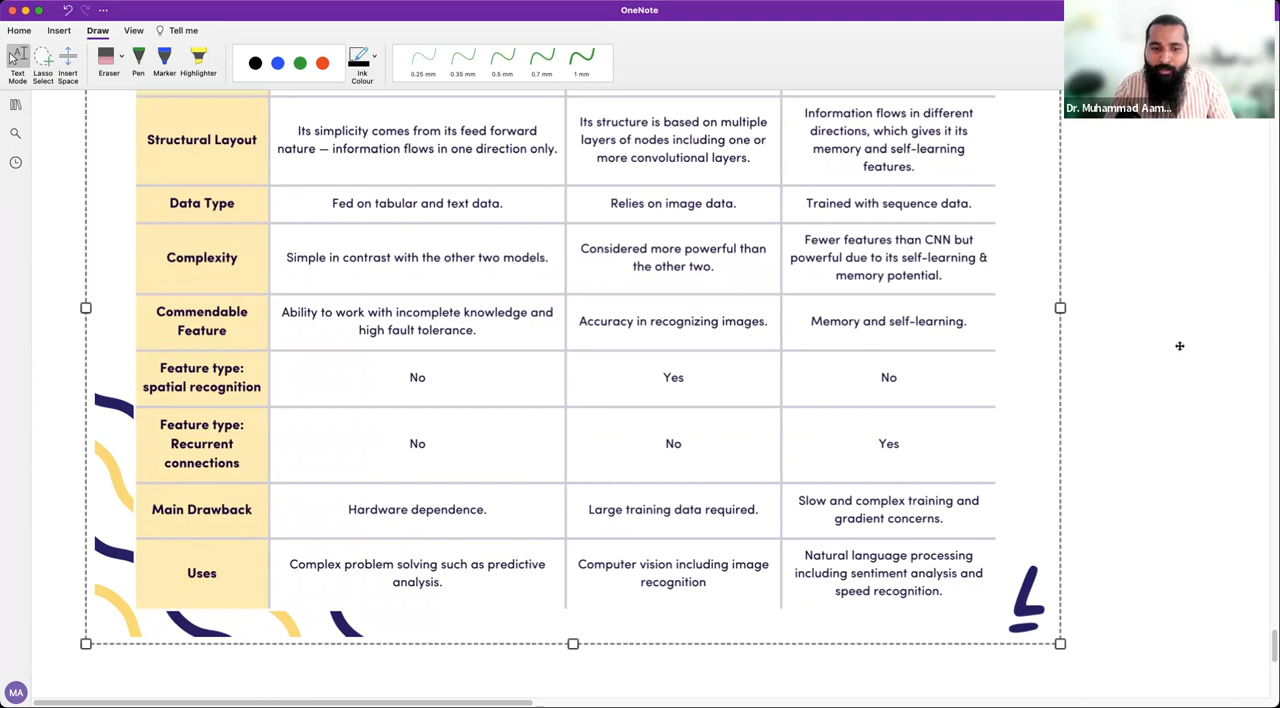 OneNote
Home Insert Draw View Tell me
Text Mode
Lasso Select
Insert Space
Eraser
Pen
Marker
Highlighter
Ink Colour
0.25 mm
0.35 mm
0.5 mm
0.7 mm
1 mm
Dr. Muhammad Aam...
Structural Layout
Its simplicity comes from its feed forward
nature — information flows in one direction only.
Its structure is based on multiple
layers of nodes including one or
more convolutional layers.
Information flows in different
directions, which gives it its
memory and self-learning
features.
Data Type
Fed on tabular and text data.
Relies on image data.
Trained with sequence data.
Complexity
Simple in contrast with the other two models.
Considered more powerful than
the other two.
Fewer features than CNN but
powerful due to its self-learning &
memory potential.
Commendable
Feature
Ability to work with incomplete knowledge and
high fault tolerance.
Accuracy in recognizing images.
Memory and self-learning.
Feature type:
spatial recognition
No
Yes
No
Feature type:
Recurrent
connections
No
No
Yes
Main Drawback
Hardware dependence.
Large training data required.
Slow and complex training and
gradient concerns.
Uses
Complex problem solving such as predictive
analysis.
Computer vision including image
recognition
Natural language processing
including sentiment analysis and
speed recognition.
L
MA